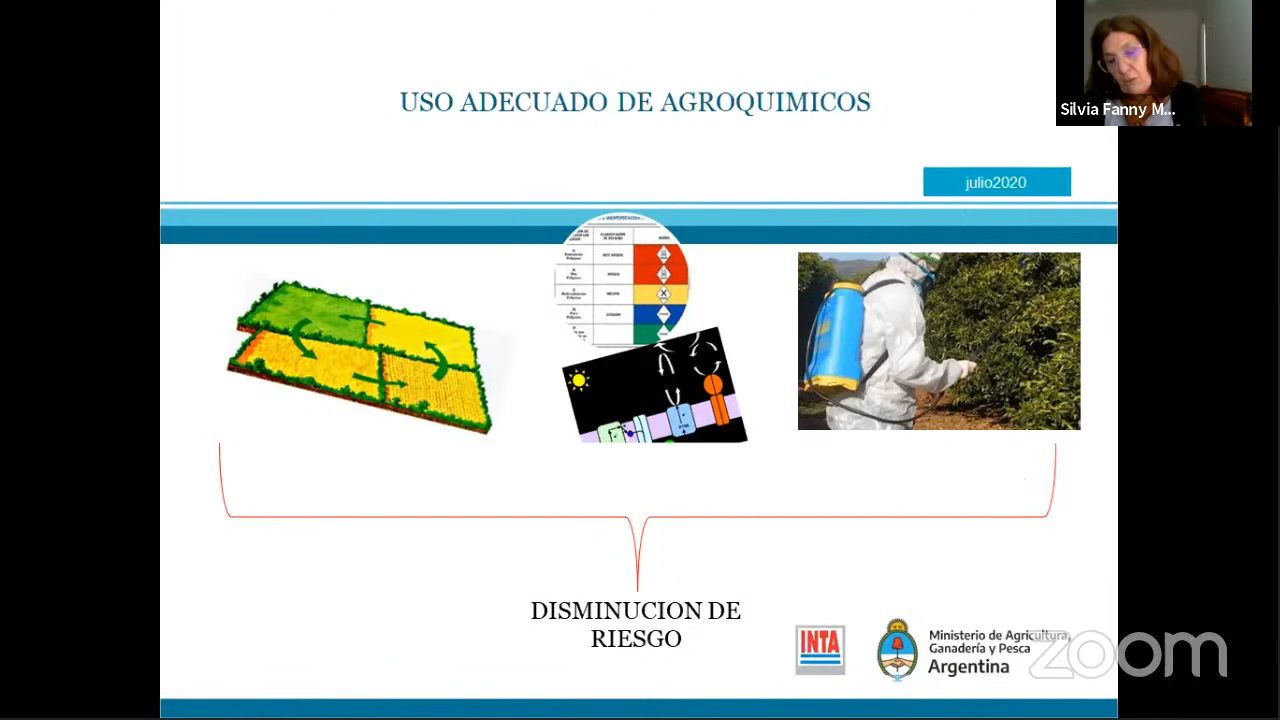 USO ADECUADO DE AGROQUIMICOS
Silvia Fanny M...
julio2020
DISMINUCION DE
RIESGO
INTA
Ministerio de Agricultura,
Ganadería y Pesca
Argentina
zoom